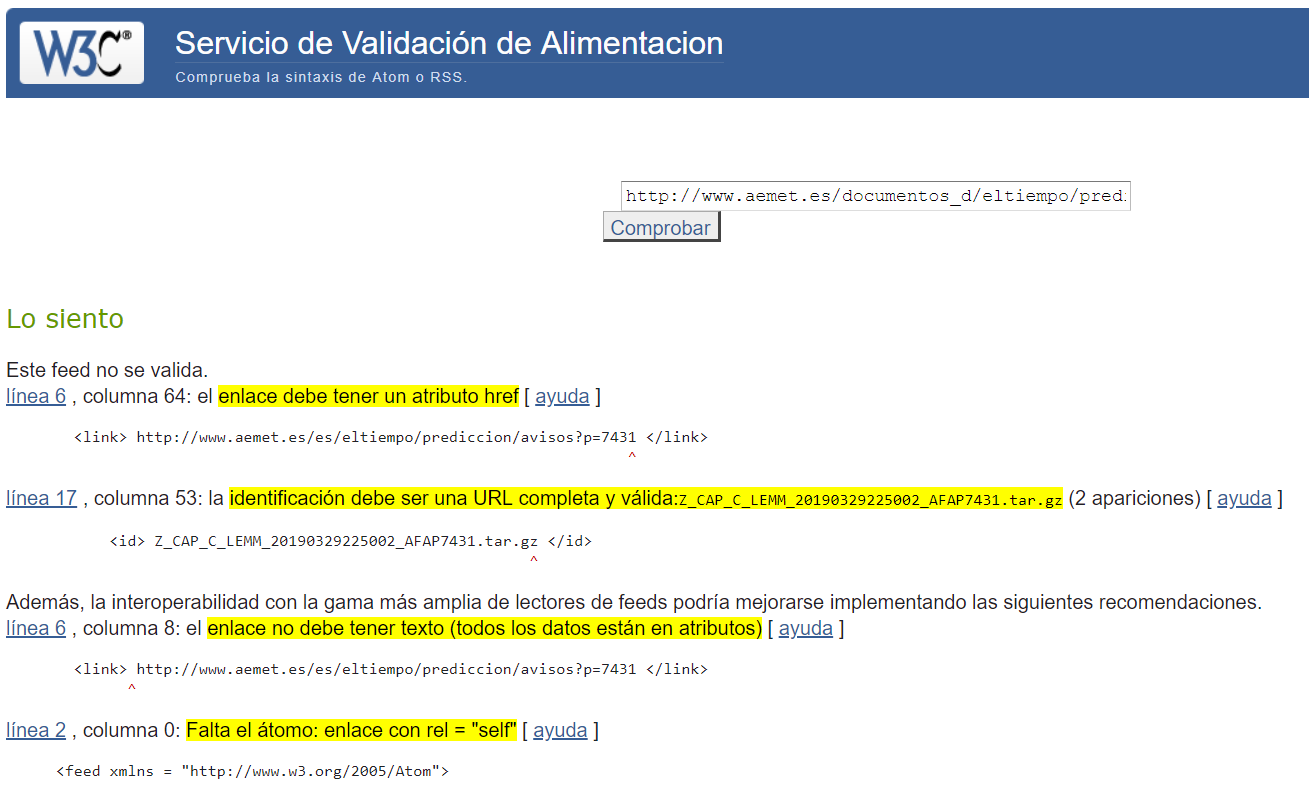 W3C®
Servicio de Validación de Alimentacion
Comprueba la sintaxis de Atom o RSS.
http://www.aemet.es/documentos_d/eltiempo/pred
Comprobar
Lo siento
Este feed no se valida.
línea 6 , columna 64: el enlace debe tener un atributo href [ ayuda ]
<link> http://www.aemet.es/es/eltiempo/prediccion/avisos?p=7431 </link>
^
línea 17 , columna 53: la identificación debe ser una URL completa y válida:Z_CAP_C_LEMM_20190329225002_AFAP7431.tar.gz (2 apariciones) [ ayuda ]
<id> Z_CAP_C_LEMM_20190329225002_AFAP7431.tar.gz </id>
^
Además, la interoperabilidad con la gama más amplia de lectores de feeds podría mejorarse implementando las siguientes recomendaciones.
línea 6 , columna 8: el enlace no debe tener texto (todos los datos están en atributos) [ ayuda ]
<link> http://www.aemet.es/es/eltiempo/prediccion/avisos?p=7431 </link>
^
línea 2 , columna 0: Falta el átomo: enlace con rel = "self" [ ayuda ]
<feed xmlns = "http://www.w3.org/2005/Atom">